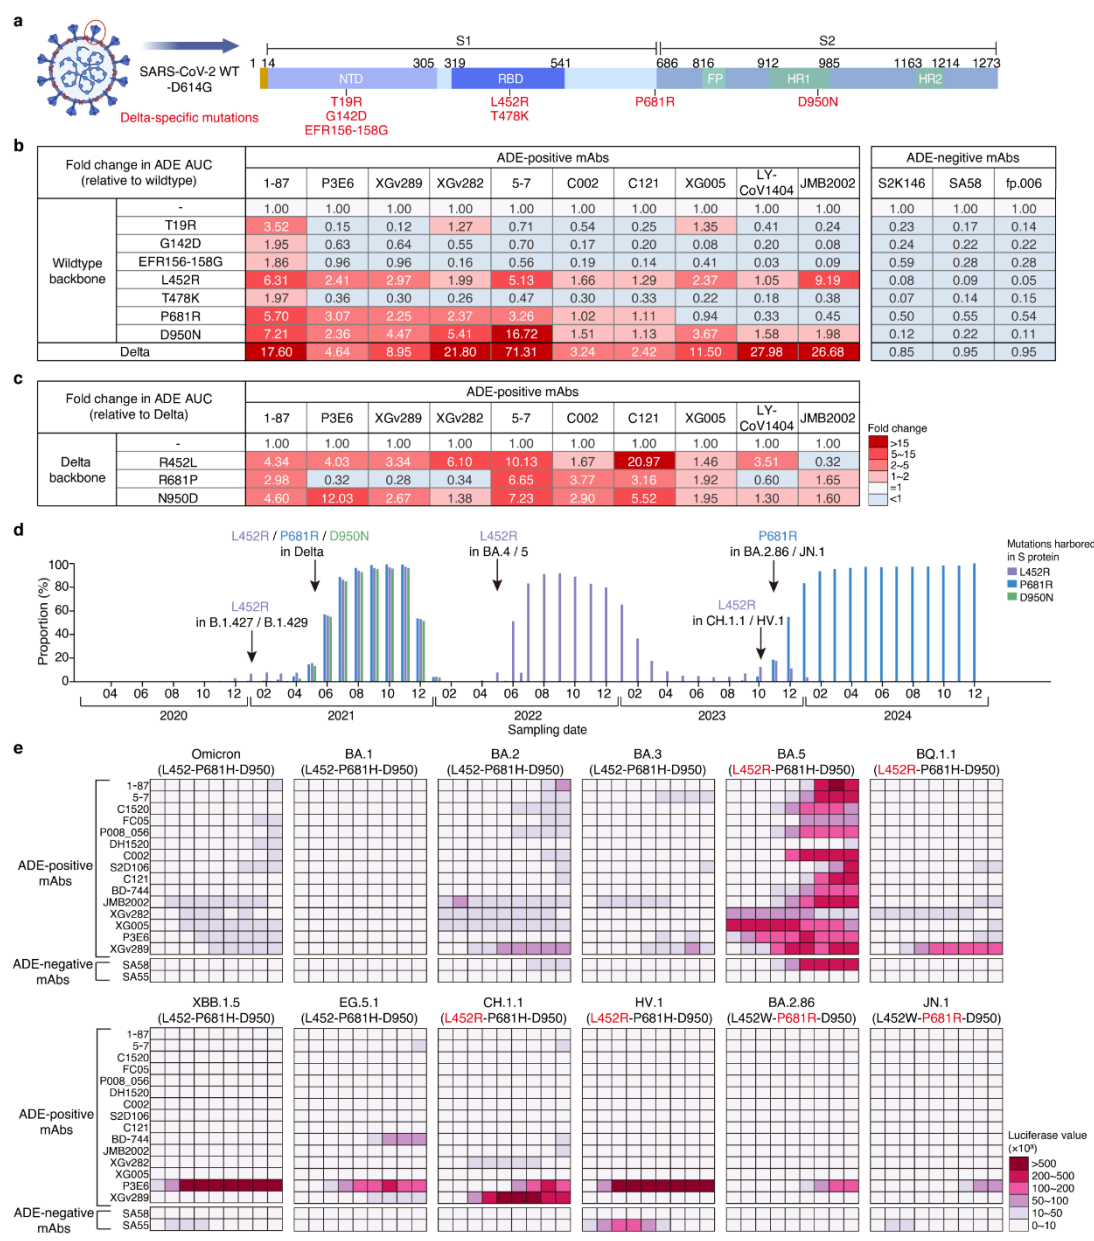 a
S1
S2
1 14 305 319 541 686 816 912 985 1163 1214 1273
NTD RBD FP HR1 HR2
SARS-CoV-2 WT
-D614G
Delta-specific mutations
T19R L452R P681R D950N
G142D T478K
EFR156-158G
b
Fold change in ADE AUC
(relative to wildtype)
ADE-positive mAbs
ADE-negitive mAbs
1-87 P3E6 XGv289 XGv282 5-7 C002 C121 XG005 LY-CoV1404 JMB2002 S2K146 SA58 fp.006
Wildtype
backbone
- 1.00 1.00 1.00 1.00 1.00 1.00 1.00 1.00 1.00 1.00 1.00 1.00 1.00
T19R 3.52 0.15 0.12 1.27 0.71 0.54 0.25 1.35 0.41 0.24 0.23 0.17 0.14
G142D 1.95 0.63 0.64 0.55 0.70 0.17 0.20 0.08 0.20 0.08 0.24 0.22 0.22
EFR156-158G 1.86 0.96 0.96 0.16 0.56 0.19 0.14 0.41 0.03 0.09 0.59 0.28 0.28
L452R 6.31 2.41 2.97 1.99 5.13 1.66 1.29 2.37 1.05 9.19 0.08 0.09 0.05
T478K 1.97 0.36 0.30 0.26 0.47 0.30 0.33 0.22 0.18 0.38 0.07 0.14 0.15
P681R 5.70 3.07 2.25 2.37 3.26 1.02 1.11 0.94 0.33 0.45 0.50 0.55 0.54
D950N 7.21 2.36 4.47 5.41 16.72 1.51 1.13 3.67 1.58 1.98 0.12 0.22 0.11
Delta 17.60 4.64 8.95 21.80 71.31 3.24 2.42 11.50 27.98 26.68 0.85 0.95 0.95
c
Fold change in ADE AUC
(relative to Delta)
ADE-positive mAbs
1-87 P3E6 XGv289 XGv282 5-7 C002 C121 XG005 LY-CoV1404 JMB2002
Delta
backbone
- 1.00 1.00 1.00 1.00 1.00 1.00 1.00 1.00 1.00 1.00
R452L 4.34 4.03 3.34 6.10 10.13 1.67 20.97 1.46 3.51 0.32
R681P 2.98 0.32 0.28 0.34 6.65 3.77 3.16 1.92 0.60 1.65
N950D 4.60 12.03 2.67 1.38 7.23 2.90 5.52 1.95 1.30 1.60
Fold change
>15
5~15
2~5
1~2
=1
<1
d
L452R / P681R / D950N
in Delta
L452R
in BA.4 / 5
P681R
in BA.2.86 / JN.1
L452R
in B.1.427 / B.1.429
L452R
in CH.1.1 / HV.1
Mutations harbored
in S protein
L452R
P681R
D950N
Proportion (%)
100
80
60
40
20
0
04 06 08 10 12 02 04 06 08 10 12 02 04 06 08 10 12 02 04 06 08 10 12 02 04 06 08 10 12
2020 2021 2022 2023 2024
Sampling date
e
Omicron BA.1 BA.2 BA.3 BA.5 BQ.1.1
(L452-P681H-D950) (L452-P681H-D950) (L452-P681H-D950) (L452-P681H-D950) (L452R-P681H-D950) (L452R-P681H-D950)
ADE-positive
mAbs
1-87
5-7
C1520
FC05
P008_056
DH1520
C002
S2D106
C121
BD-744
JMB2002
XGv282
XG005
P3E6
XGv289
ADE-negative
mAbs
SA58
SA55
XBB.1.5 EG.5.1 CH.1.1 HV.1 BA.2.86 JN.1
(L452-P681H-D950) (L452-P681H-D950) (L452R-P681H-D950) (L452R-P681H-D950) (L452W-P681R-D950) (L452W-P681R-D950)
ADE-positive
mAbs
1-87
5-7
C1520
FC05
P008_056
DH1520
C002
S2D106
C121
BD-744
JMB2002
XGv282
XG005
P3E6
XGv289
ADE-negative
mAbs
SA58
SA55
Luciferase value
(×10³)
>500
200~500
100~200
50~100
10~50
0~10